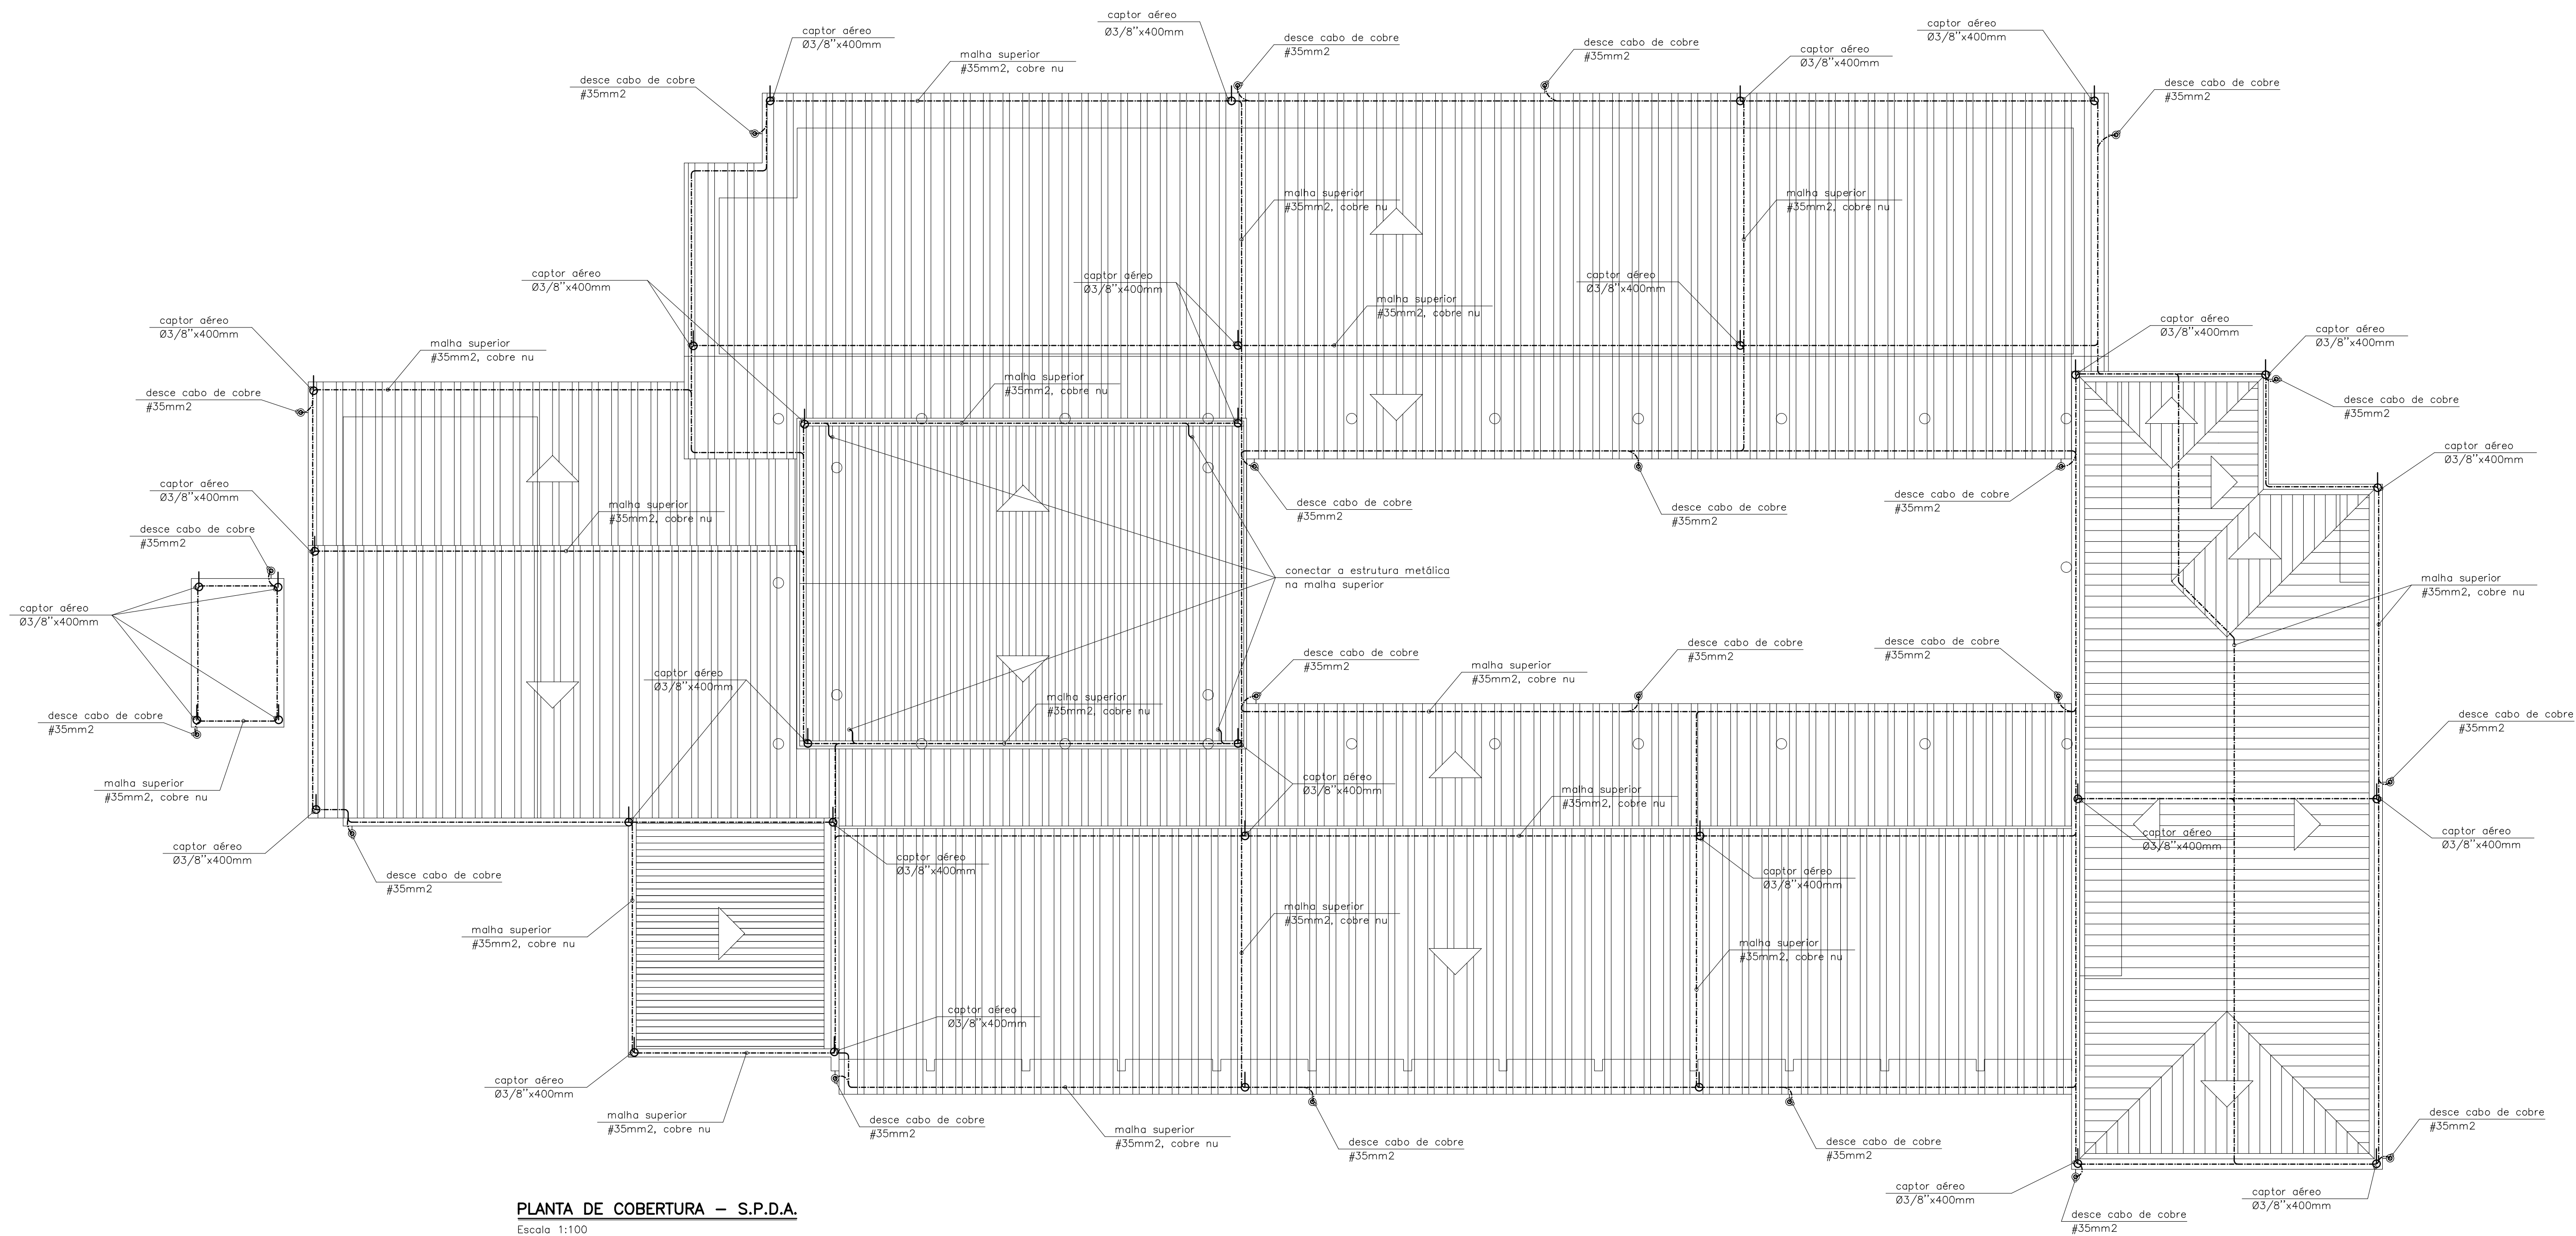 captor aéreo
Ø3/8''x400mm
captor aéreo
Ø3/8''x400mm
captor aéreo
Ø3/8''x400mm
desce cabo de cobre
#35mm2
desce cabo de cobre
#35mm2
captor aéreo
Ø3/8''x400mm
malha superior
#35mm2, cobre nu
desce cabo de cobre
#35mm2
desce cabo de cobre
#35mm2
malha superior
#35mm2, cobre nu
malha superior
#35mm2, cobre nu
captor aéreo
Ø3/8''x400mm
captor aéreo
Ø3/8''x400mm
captor aéreo
Ø3/8''x400mm
malha superior
#35mm2, cobre nu
captor aéreo
Ø3/8''x400mm
captor aéreo
Ø3/8''x400mm
captor aéreo
Ø3/8''x400mm
malha superior
#35mm2, cobre nu
malha superior
#35mm2, cobre nu
desce cabo de cobre
#35mm2
desce cabo de cobre
#35mm2
captor aéreo
Ø3/8''x400mm
captor aéreo
Ø3/8''x400mm
malha superior
#35mm2, cobre nu
desce cabo de cobre
#35mm2
desce cabo de cobre
#35mm2
desce cabo de cobre
#35mm2
desce cabo de cobre
#35mm2
conectar a estrutura metálica
na malha superior
malha superior
#35mm2, cobre nu
captor aéreo
Ø3/8''x400mm
desce cabo de cobre
#35mm2
desce cabo de cobre
#35mm2
desce cabo de cobre
#35mm2
malha superior
#35mm2, cobre nu
captor aéreo
Ø3/8''x400mm
malha superior
#35mm2, cobre nu
desce cabo de cobre
#35mm2
desce cabo de cobre
#35mm2
malha superior
#35mm2, cobre nu
captor aéreo
Ø3/8''x400mm
malha superior
#35mm2, cobre nu
captor aéreo
Ø3/8''x400mm
captor aéreo
Ø3/8''x400mm
captor aéreo
Ø3/8''x400mm
captor aéreo
Ø3/8''x400mm
captor aéreo
Ø3/8''x400mm
desce cabo de cobre
#35mm2
malha superior
#35mm2, cobre nu
malha superior
#35mm2, cobre nu
malha superior
#35mm2, cobre nu
captor aéreo
Ø3/8''x400mm
captor aéreo
Ø3/8''x400mm
malha superior
#35mm2, cobre nu
desce cabo de cobre
#35mm2
malha superior
#35mm2, cobre nu
desce cabo de cobre
#35mm2
desce cabo de cobre
#35mm2
desce cabo de cobre
#35mm2
captor aéreo
Ø3/8''x400mm
captor aéreo
Ø3/8''x400mm
desce cabo de cobre
#35mm2
PLANTA DE COBERTURA – S.P.D.A.
Escala 1:100